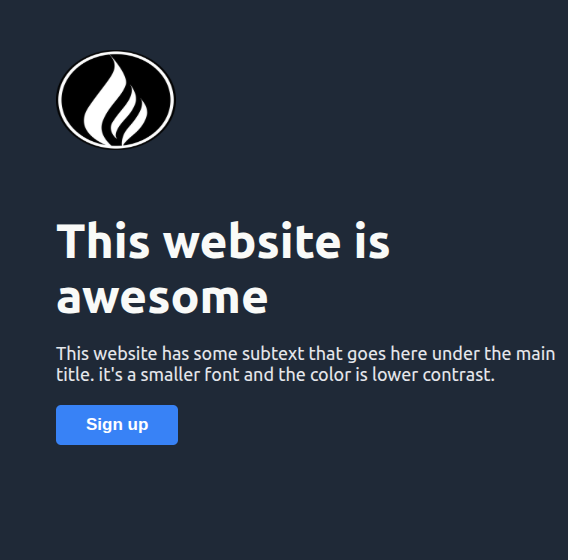 This website is
awesome
This website has some subtext that goes here under the main
title. it's a smaller font and the color is lower contrast.
Sign up